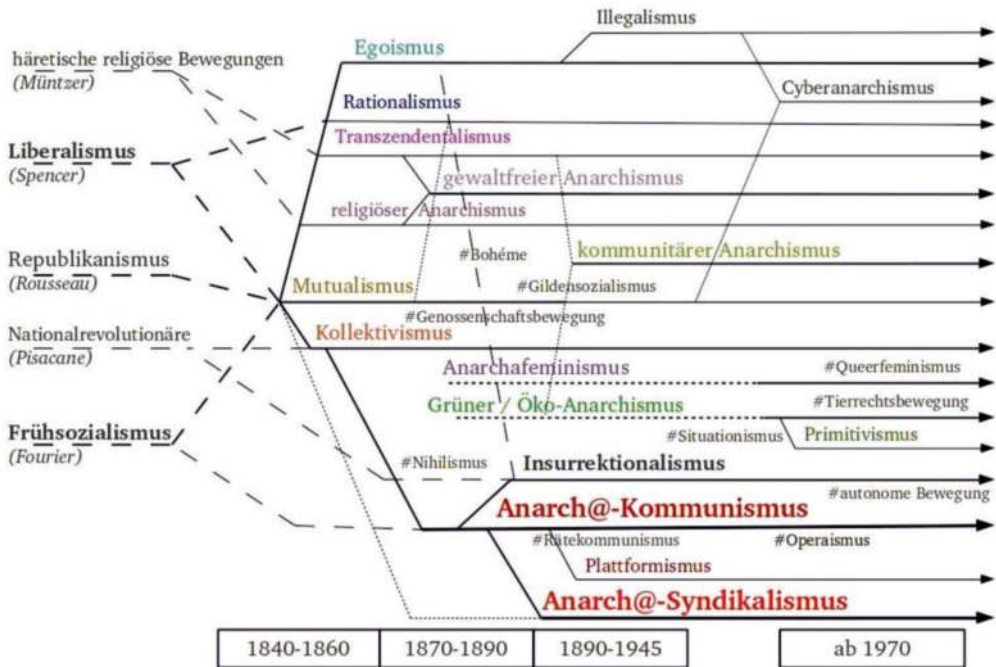 Illegalismus
Egoismus
häretische religiöse Bewegungen
(Müntzer)
Cyberanarchismus
Rationalismus
Transzendentalismus
Liberalismus
(Spencer)
gewaltfreier Anarchismus
religiöser Anarchismus
#Bohéme
kommunitärer Anarchismus
Republikanismus
(Rousseau)
Mutualismus
#Gildensozialismus
#Genossenschaftsbewegung
Nationalrevolutionäre
(Pisacane)
Kollektivismus
Anarchafeminismus
#Queerfeminismus
Grüner / Öko-Anarchismus
#Tierrechtsbewegung
Frühsozialismus
(Fourier)
#Situationismus
Primitivismus
#Nihilismus
Insurrektionalismus
#autonome Bewegung
Anarch@-Kommunismus
#Rätekommunismus
#Operaismus
Plattformismus
Anarch@-Syndikalismus
1840-1860
1870-1890
1890-1945
ab 1970